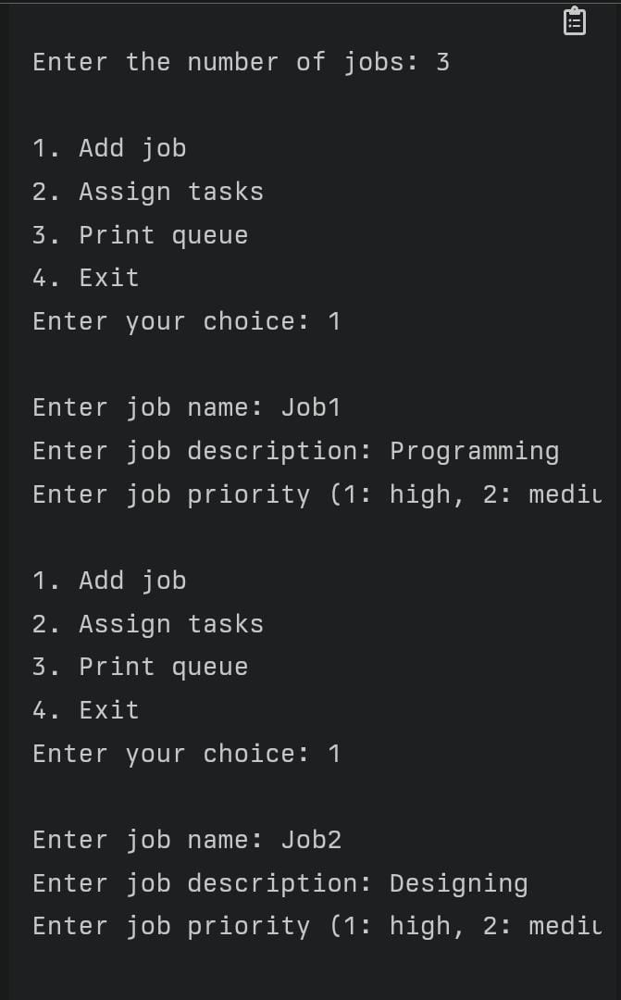 Enter the number of jobs: 3
1. Add job
2. Assign tasks
3. Print queue
4. Exit
Enter your choice: 1
Enter job name: Job1
Enter job description: Programming
Enter job priority (1: high, 2:
1. Add job
2. Assign tasks
3. Print queue
4. Exit
Enter your choice: 1
Enter job name: Job2
Enter job description: Designing
Enter job priority (1: high, 2: